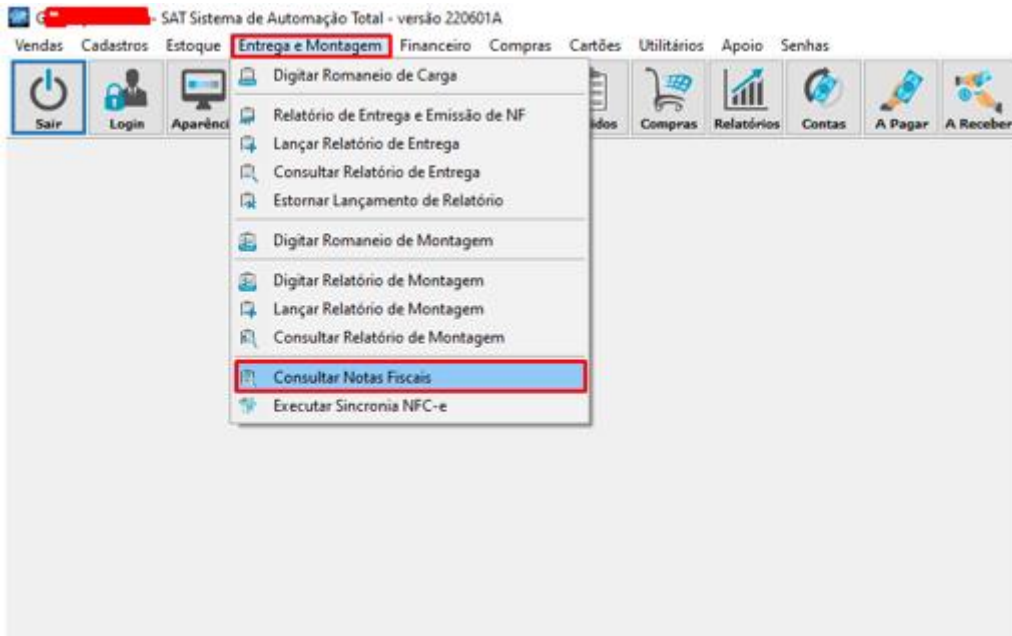 - SAT Sistema de Automação Total - versão 220601A
Vendas Cadastros Estoque Entrega e Montagem Financeiro Compras Cartões Utilitários Apoio Senhas
Sair Login Compras Relatórios Contas A Pagar A Receber
Digitar Romaneio de Carga
Relatório de Entrega e Emissão de NF
Lançar Relatório de Entrega
Consultar Relatório de Entrega
Estornar Lançamento de Relatório
Digitar Romaneio de Montagem
Digitar Relatório de Montagem
Lançar Relatório de Montagem
Consultar Relatório de Montagem
Consultar Notas Fiscais
Executar Sincronia NFC-e